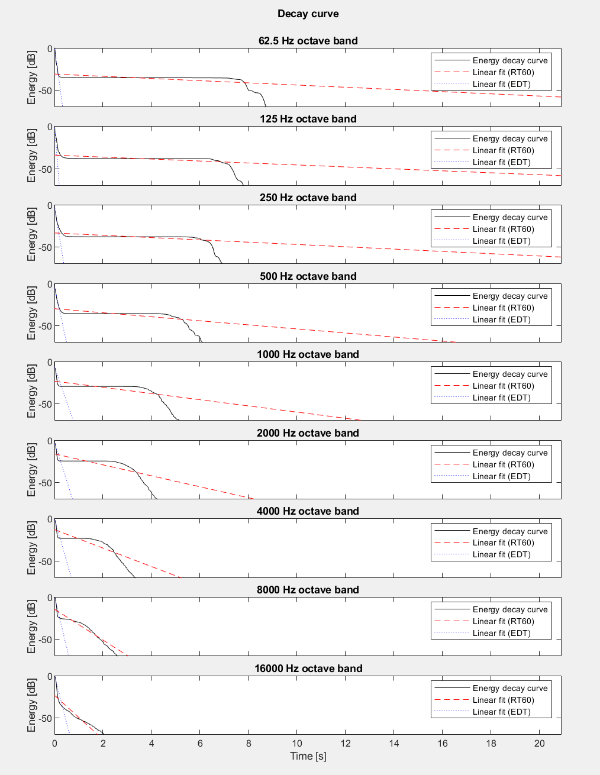 Decay curve
62.5 Hz octave band
Energy [dB]
0
-50
Energy decay curve
Linear fit (RT60)
Linear fit (EDT)
125 Hz octave band
Energy [dB]
0
-50
Energy decay curve
Linear fit (RT60)
Linear fit (EDT)
250 Hz octave band
Energy [dB]
0
-50
Energy decay curve
Linear fit (RT60)
Linear fit (EDT)
500 Hz octave band
Energy [dB]
0
-50
Energy decay curve
Linear fit (RT60)
Linear fit (EDT)
1000 Hz octave band
Energy [dB]
0
-50
Energy decay curve
Linear fit (RT60)
Linear fit (EDT)
2000 Hz octave band
Energy [dB]
0
-50
Energy decay curve
Linear fit (RT60)
Linear fit (EDT)
4000 Hz octave band
Energy [dB]
0
-50
Energy decay curve
Linear fit (RT60)
Linear fit (EDT)
8000 Hz octave band
Energy [dB]
0
-50
Energy decay curve
Linear fit (RT60)
Linear fit (EDT)
16000 Hz octave band
Energy [dB]
0
-50
Energy decay curve
Linear fit (RT60)
Linear fit (EDT)
0 2 4 6 8 10 12 14 16 18 20
Time [s]